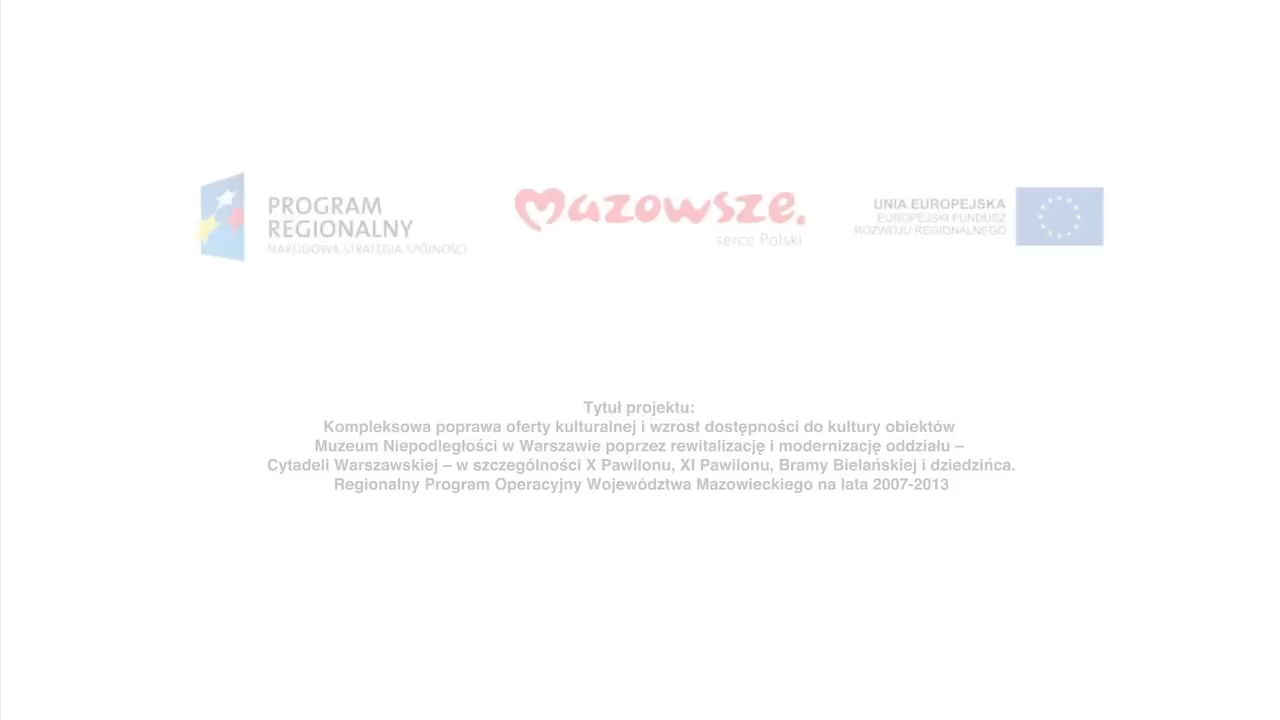 PROGRAM
REGIONALNY
NARODOWA STRATEGIA SPÓJNOŚCI
Mazowsze.
serce Polski
UNIA EUROPEJSKA
EUROPEJSKI FUNDUSZ
ROZWOJU REGIONALNEGO
Tytuł projektu:
Kompleksowa poprawa oferty kulturalnej i wzrost dostępności do kultury obiektów
Muzeum Niepodległości w Warszawie poprzez rewitalizację i modernizację oddziału –
Cytadeli Warszawskiej – w szczególności X Pawilonu, XI Pawilonu, Bramy Bielańskiej i dziedzińca.
Regionalny Program Operacyjny Województwa Mazowieckiego na lata 2007-2013